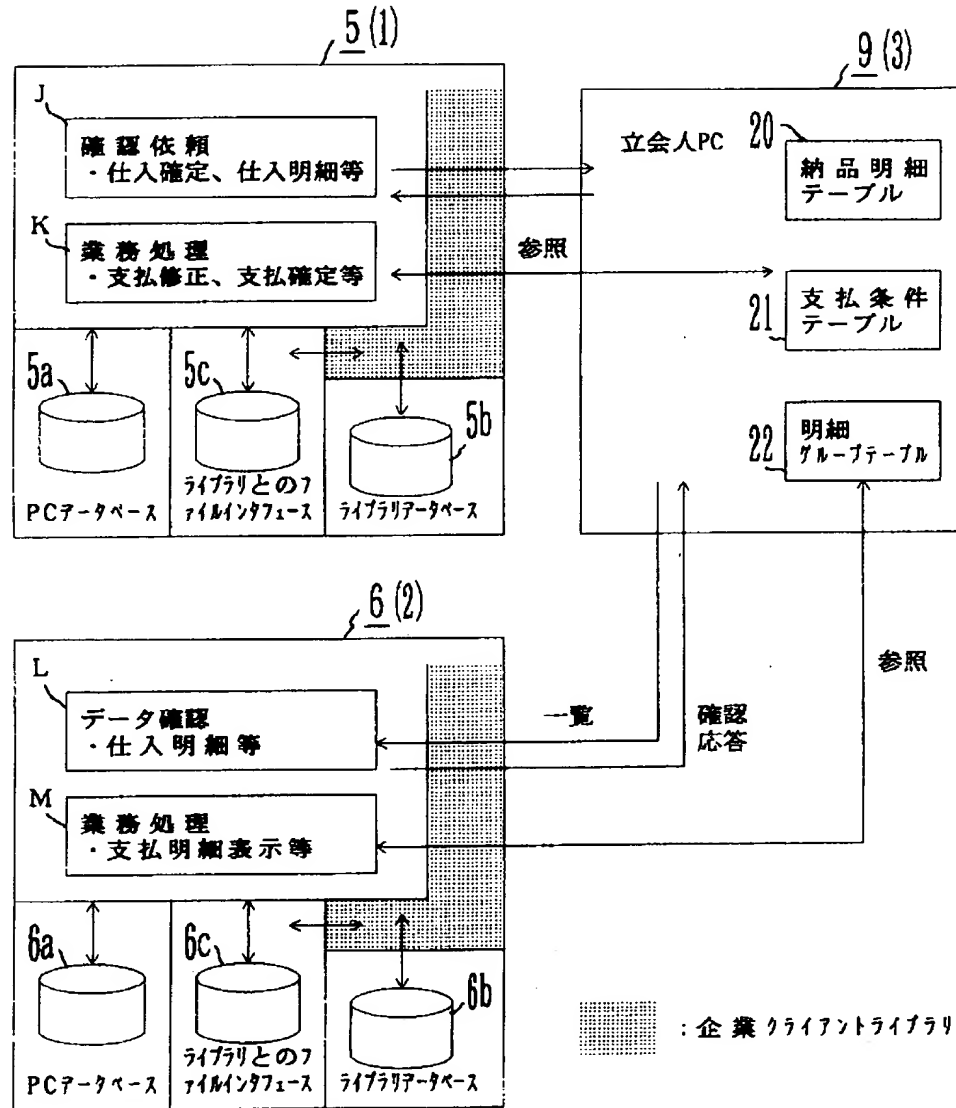 5 (1)
J
確認依頼
・仕入確定、仕入明細等
K
業務処理
・支払修正、支払確定等
5a
PCデータベース
5c
ライブラリとのフ
ァイルインタフェース
5b
ライブラリデータベース
9 (3)
立会人PC
20
納品明細
テーブル
参照
21
支払条件
テーブル
22
明細
グループテーブル
6 (2)
L
データ確認
・仕入明細等
M
業務処理
・支払明細表示等
一覧
確認
応答
参照
6a
PCデータベース
6c
ライブラリとのフ
ァイルインタフェース
6b
ライブラリデータベース
:企業クライアントライブラリ